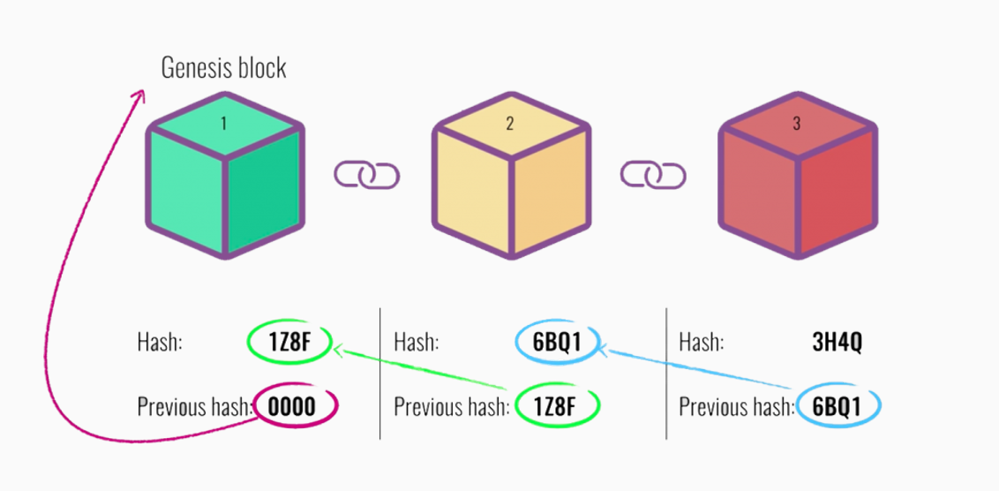 Genesis block
1
2
3
Hash: 1Z8F
Previous hash: 0000
Hash: 6BQ1
Previous hash: 1Z8F
Hash: 3H4Q
Previous hash: 6BQ1